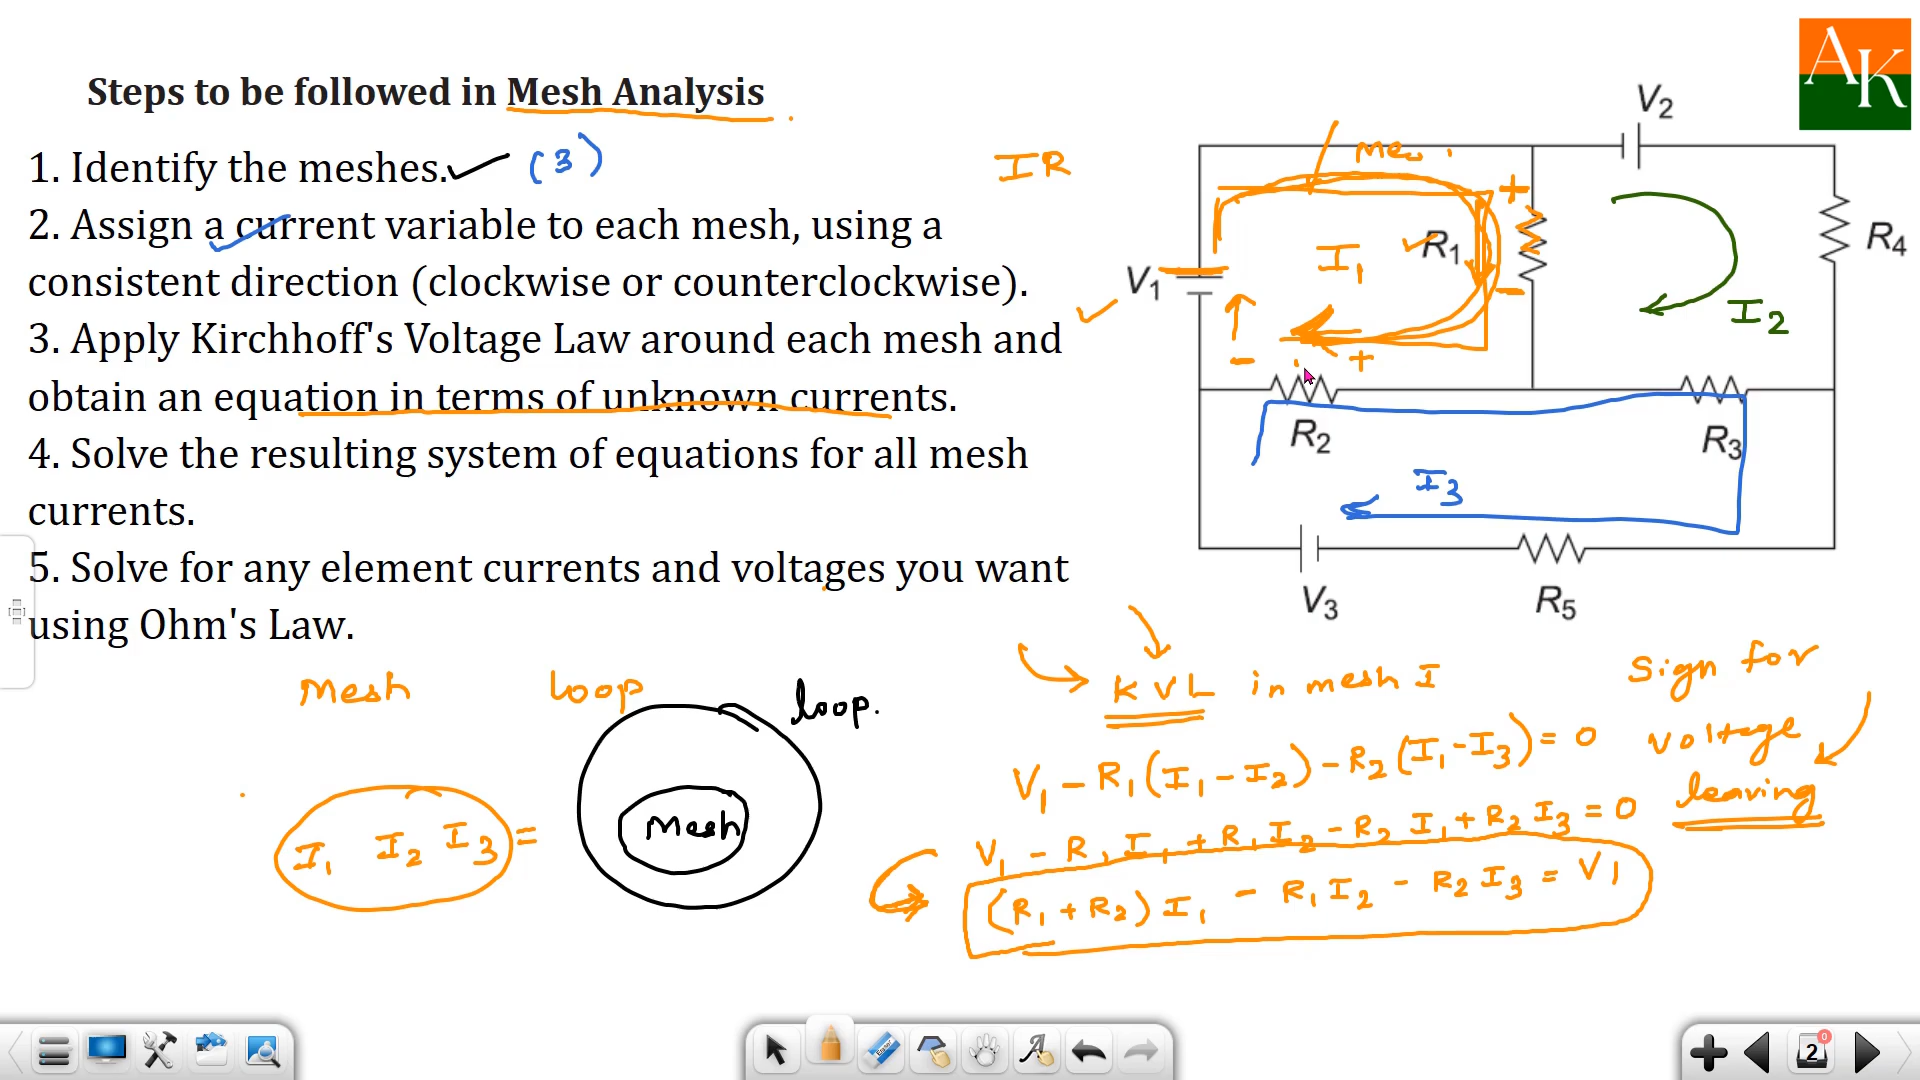 Steps to be followed in Mesh Analysis
1. Identify the meshes. (3)
2. Assign a current variable to each mesh, using a
consistent direction (clockwise or counterclockwise).
3. Apply Kirchhoff's Voltage Law around each mesh and
obtain an equation in terms of unknown currents.
4. Solve the resulting system of equations for all mesh
currents.
5. Solve for any element currents and voltages you want
using Ohm's Law.
Mesh
loop
loop.
Mesh
I₁ I₂ I₃ =
AK
IR
V₂
+
R₁
-
I₁
V₁
-
+
R₄
I₂
R₂
R₃
I₃
V₃
R₅
KVL in mesh I
V₁ - R₁(I₁ - I₂) - R₂(I₁ - I₃) = 0
V₁ - R₁I₁ + R₁I₂ - R₂I₁ + R₂I₃ = 0
(R₁ + R₂)I₁ - R₁I₂ - R₂I₃ = V₁
Sign for
voltage
leaving
Eraser
A
2
0